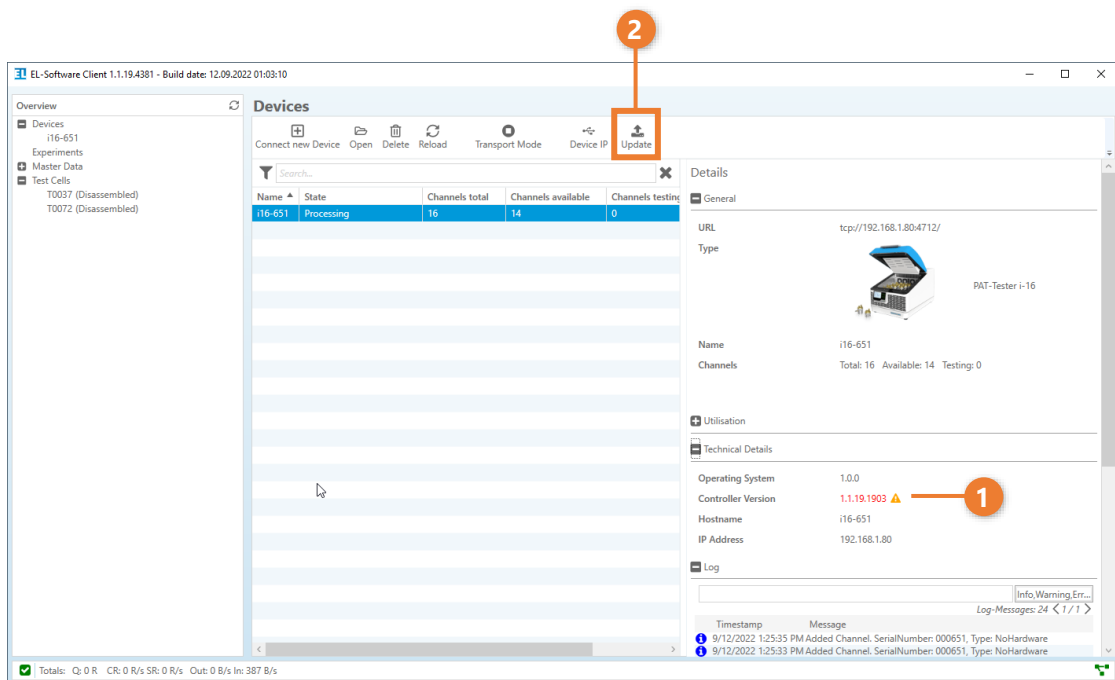 2
EL-Software Client 1.1.19.4381 - Build date: 12.09.2022 01:03:10
Overview
Devices
i16-651
Experiments
Master Data
Test Cells
T0037 (Disassembled)
T0072 (Disassembled)
Devices
Connect new Device Open Delete Reload Transport Mode Device IP Update
Search...
Name State Channels total Channels available Channels testing
i16-651 Processing 16 14 0
Details
General
URL tcp://192.168.1.80:4712/
Type PAT-Tester i-16
Name i16-651
Channels Total: 16 Available: 14 Testing: 0
Utilisation
Technical Details
Operating System 1.0.0
Controller Version 1.1.19.1903 1
Hostname i16-651
IP Address 192.168.1.80
Log
Info,Warning,Err...
Log-Messages: 24 < 1 / 1 >
Timestamp Message
9/12/2022 1:25:35 PM Added Channel. SerialNumber: 000651, Type: NoHardware
9/12/2022 1:25:33 PM Added Channel. SerialNumber: 000651, Type: NoHardware
Totals: Q: 0 R CR: 0 R/s SR: 0 R/s Out: 0 B/s In: 387 B/s